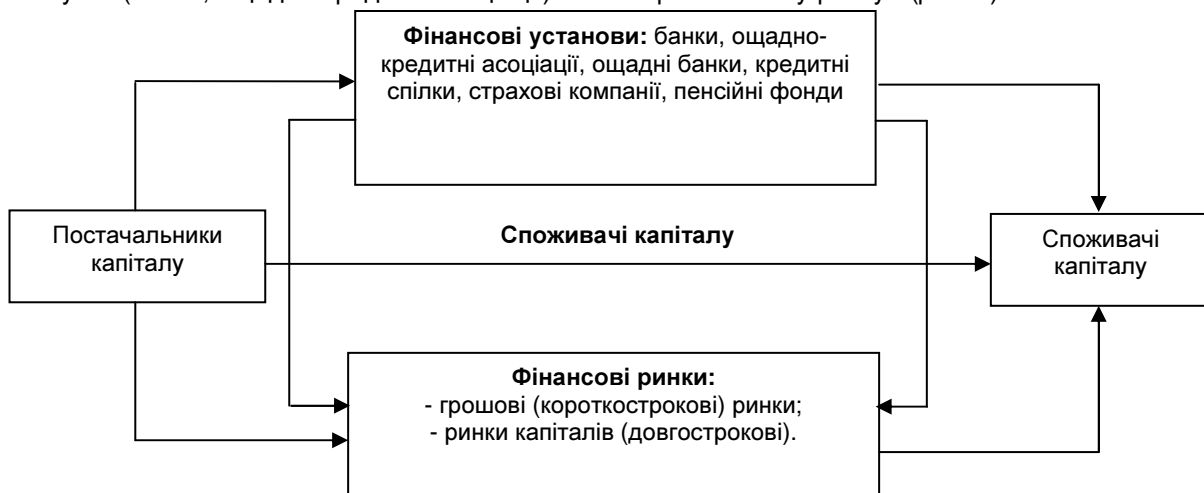 Фінансові установи: банки, ощадно-
кредитні асоціації, ощадні банки, кредитні
спілки, страхові компанії, пенсійні фонди
Постачальники
капіталу
Споживачі капіталу
Споживачі
капіталу
Фінансові ринки:
- грошові (короткострокові) ринки;
- ринки капіталів (довгострокові).